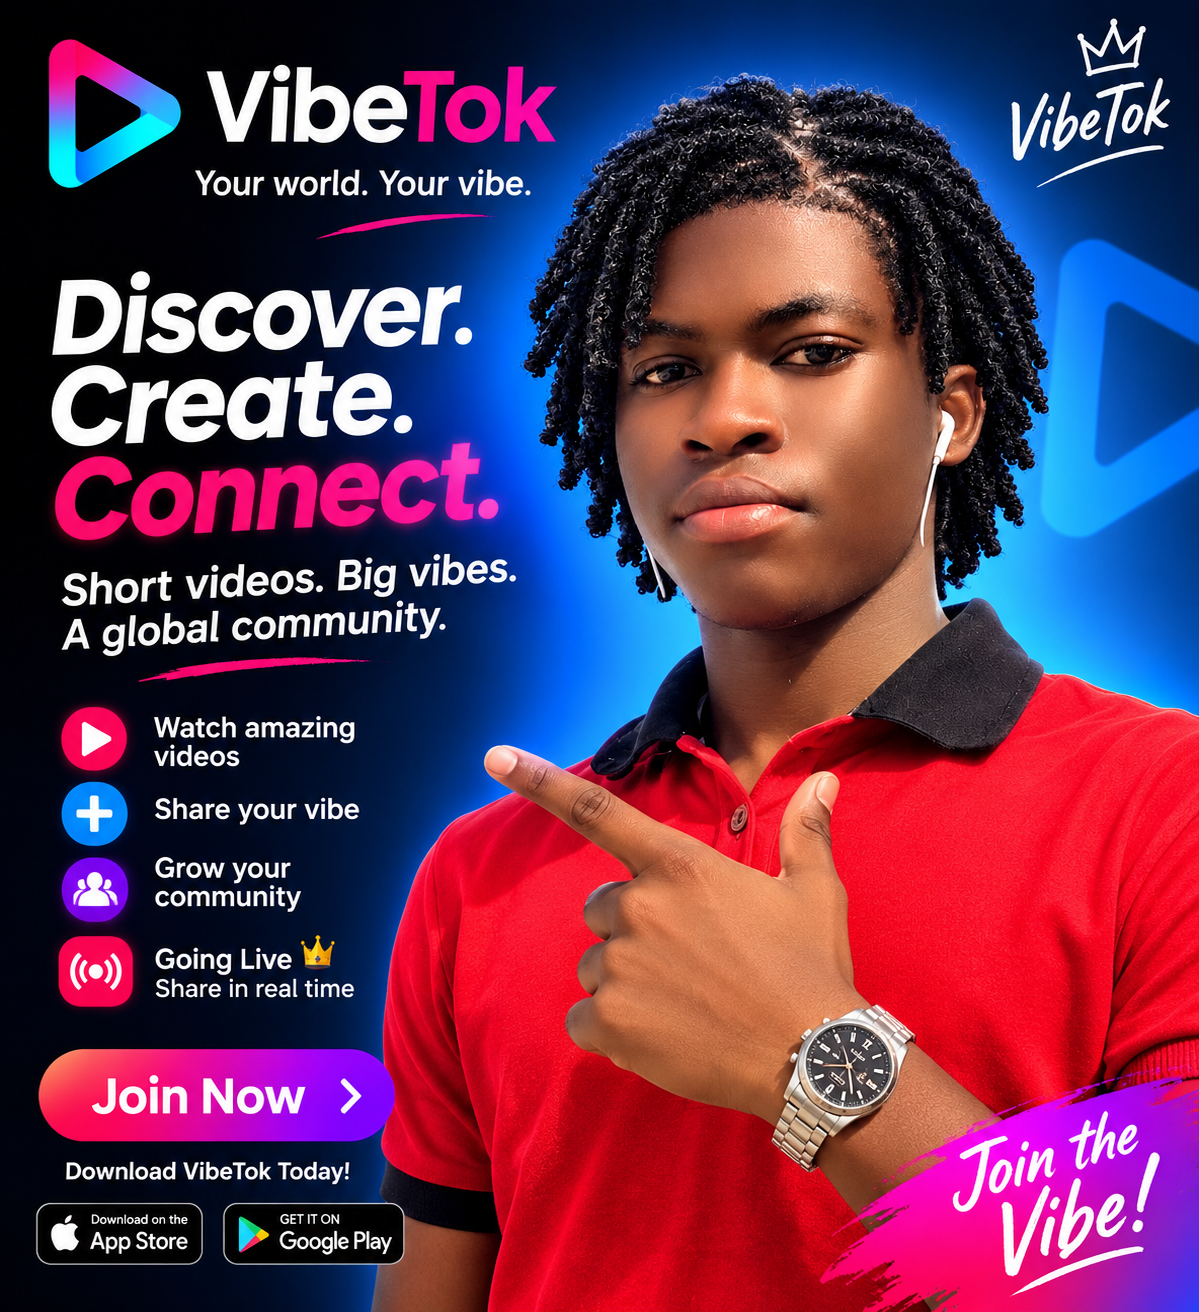 VibeTok
Your world. Your vibe.
VibeTok
Discover.
Create.
Connect.
Short videos. Big vibes.
A global community.
Watch amazing
videos
Share your vibe
Grow your
community
Going Live 👑
Share in real time
Join Now
Download VibeTok Today!
Download on the
App Store
GET IT ON
Google Play
Join the
Vibe!